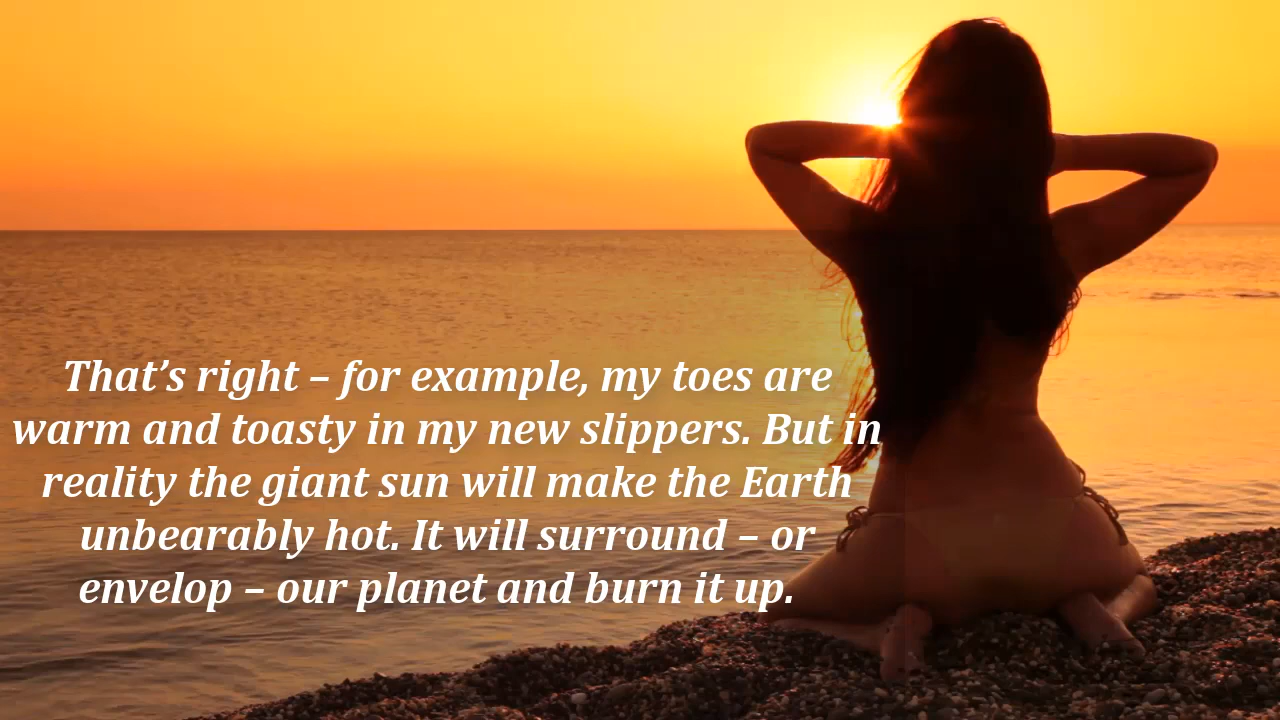 That’s right – for example, my toes are
warm and toasty in my new slippers. But in
reality the giant sun will make the Earth
unbearably hot. It will surround – or
envelop – our planet and burn it up.